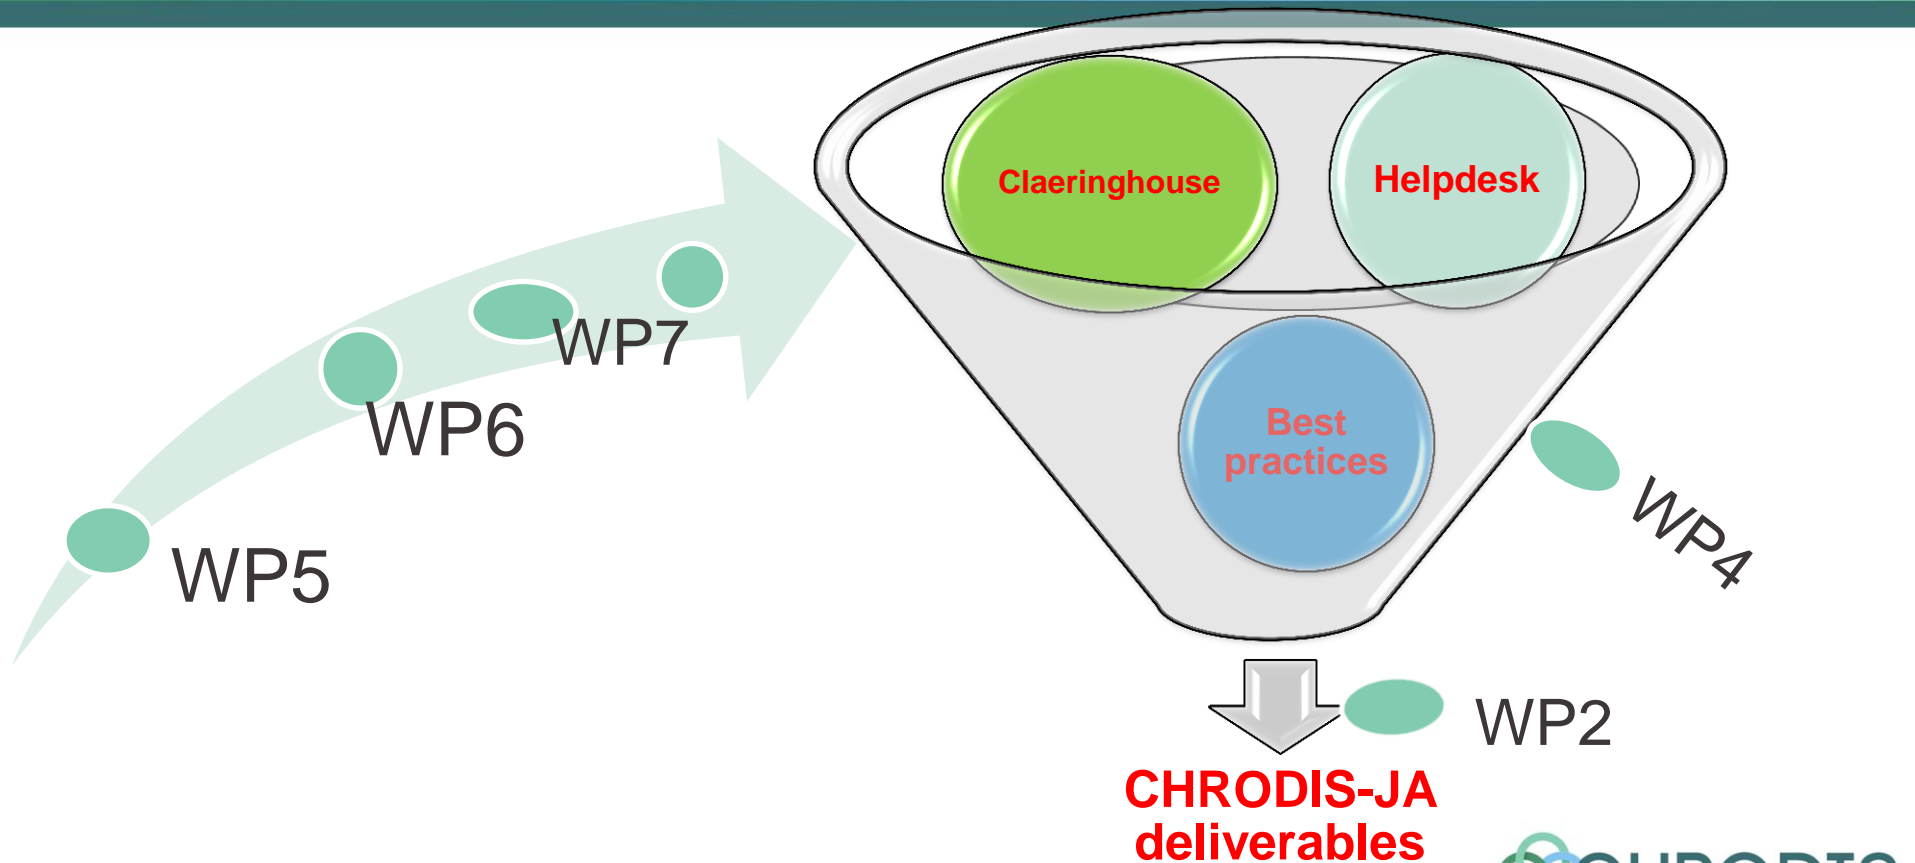 Claeringhouse
Helpdesk
WP7
WP6
Best
practices
WP4
WP5
WP2
CHRODIS-JA
deliverables